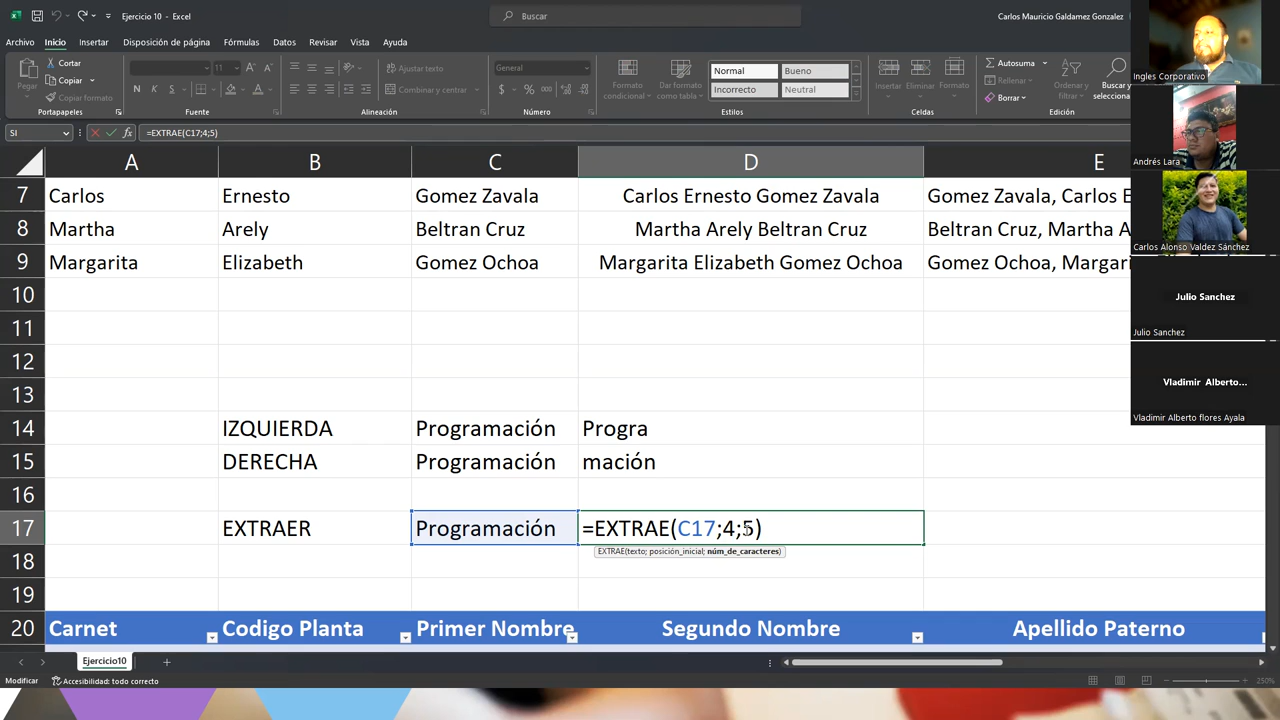 Ejercicio 10 - Excel
Buscar
Carlos Mauricio Galdamez Gonzalez
Archivo Inicio Insertar Disposición de página Fórmulas Datos Revisar Vista Ayuda
Pegar
Cortar
Copiar
Copiar formato
Portapapeles
11
N K S
Fuente
Ajustar texto
Combinar y centrar
Alineación
General
$ % 000
Número
Formato condicional
Dar formato como tabla
Normal Bueno
Incorrecto Neutral
Estilos
Insertar Eliminar Formato
Celdas
Autosuma
Rellenar
Borrar
Buscar y selecciona
Edición
SI
fx
=EXTRAE(C17;4;5)
A B C D E
7 Carlos Ernesto Gomez Zavala Carlos Ernesto Gomez Zavala Gomez Zavala, Carlos E
8 Martha Arely Beltran Cruz Martha Arely Beltran Cruz Beltran Cruz, Martha A
9 Margarita Elizabeth Gomez Ochoa Margarita Elizabeth Gomez Ochoa Gomez Ochoa, Margari
10
11
12
13
14 IZQUIERDA Programación Progra
15 DERECHA Programación mación
16
17 EXTRAER Programación =EXTRAE(C17;4;5)
EXTRAE(texto; posición_inicial; núm_de_caracteres)
18
19
20 Carnet Codigo Planta Primer Nombre Segundo Nombre Apellido Paterno
Ejercicio10
Modificar
Accesibilidad: todo correcto
250%
Ingles Corporativo
Andrés Lara
Carlos Alonso Valdez Sánchez
Julio Sanchez
Julio Sanchez
Vladimir Alberto...
Vladimir Alberto flores Ayala